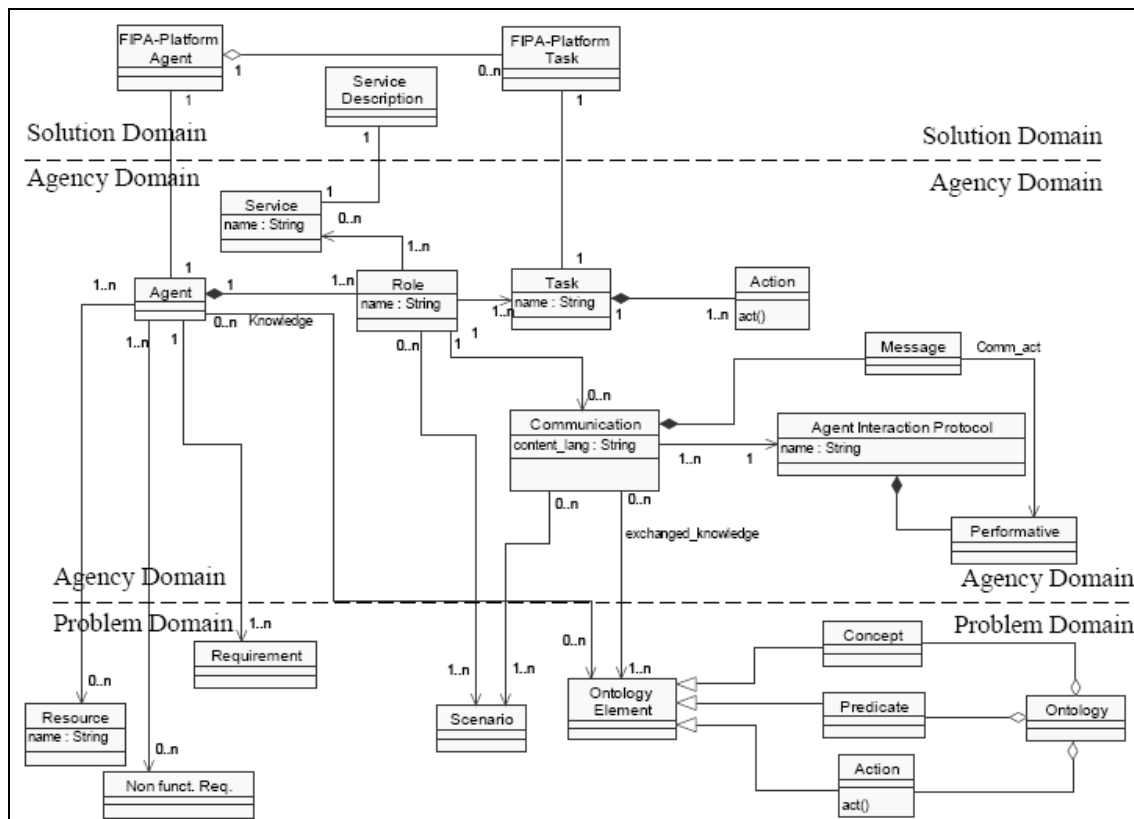 FIPA-Platform
Agent
FIPA-Platform
Task
1
0..n
1
1
Service
Description
1
Solution Domain
Solution Domain
Agency Domain
Agency Domain
Service
name : String
1
0..n
1..n
1
1
1..n
Agent
1
1..n
Role
name : String
1..n
Task
name : String
1
1..n
Action
act()
0..n
Knowledge
1..n
1
0..n
1
1
0..n
Message
Comm_act
Communication
content_lang : String
1..n
1
Agent Interaction Protocol
name : String
0..n
0..n
exchanged_knowledge
Performative
Agency Domain
Agency Domain
Problem Domain
Problem Domain
1..n
Requirement
0..n
Resource
name : String
0..n
Non funct. Req.
1..n
1..n
Scenario
0..n
1..n
Ontology
Element
Concept
Predicate
Ontology
Action
act()